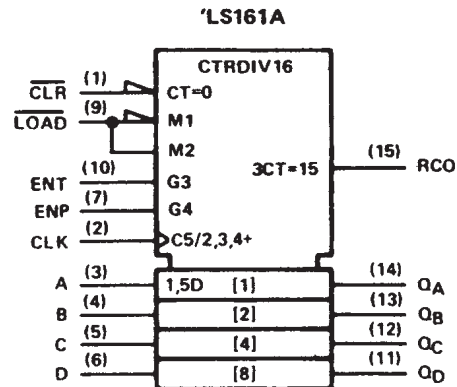 'LS161A
CTRDIV16
CLR (1) CT=0
LOAD (9) M1
M2
ENT (10) G3 3CT=15 (15) RCO
ENP (7) G4
CLK (2) C5/2,3,4+
A (3) 1,5D [1] (14) QA
B (4) [2] (13) QB
C (5) [4] (12) QC
D (6) [8] (11) QD